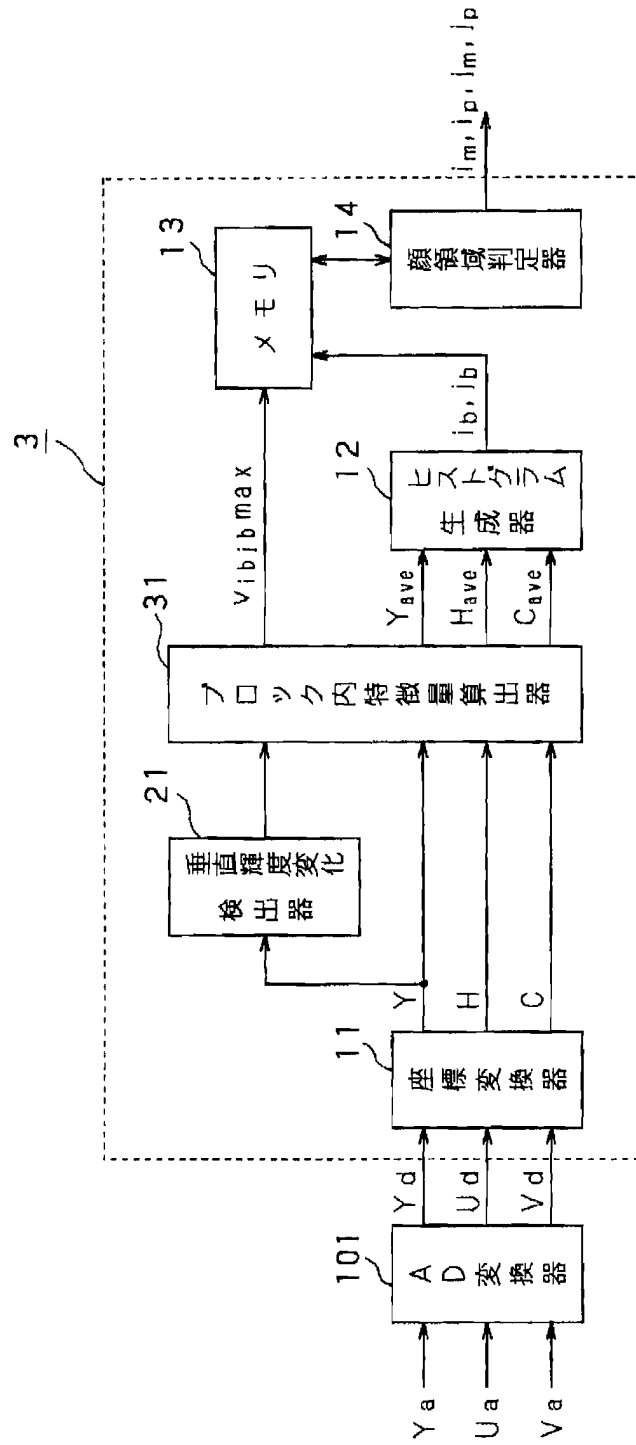 3
Ya
Ua
Va
101
AD変換器
Yd
Ud
Vd
11
座標変換器
Y
H
C
21
垂直輝度変化
検出器
31
ブロック内特徴量算出器
Vibjbmax
Yave
Have
Cave
12
ヒストグラム
生成器
ib, jb
13
メモリ
14
顔領域判定器
im, ip, jm, jp